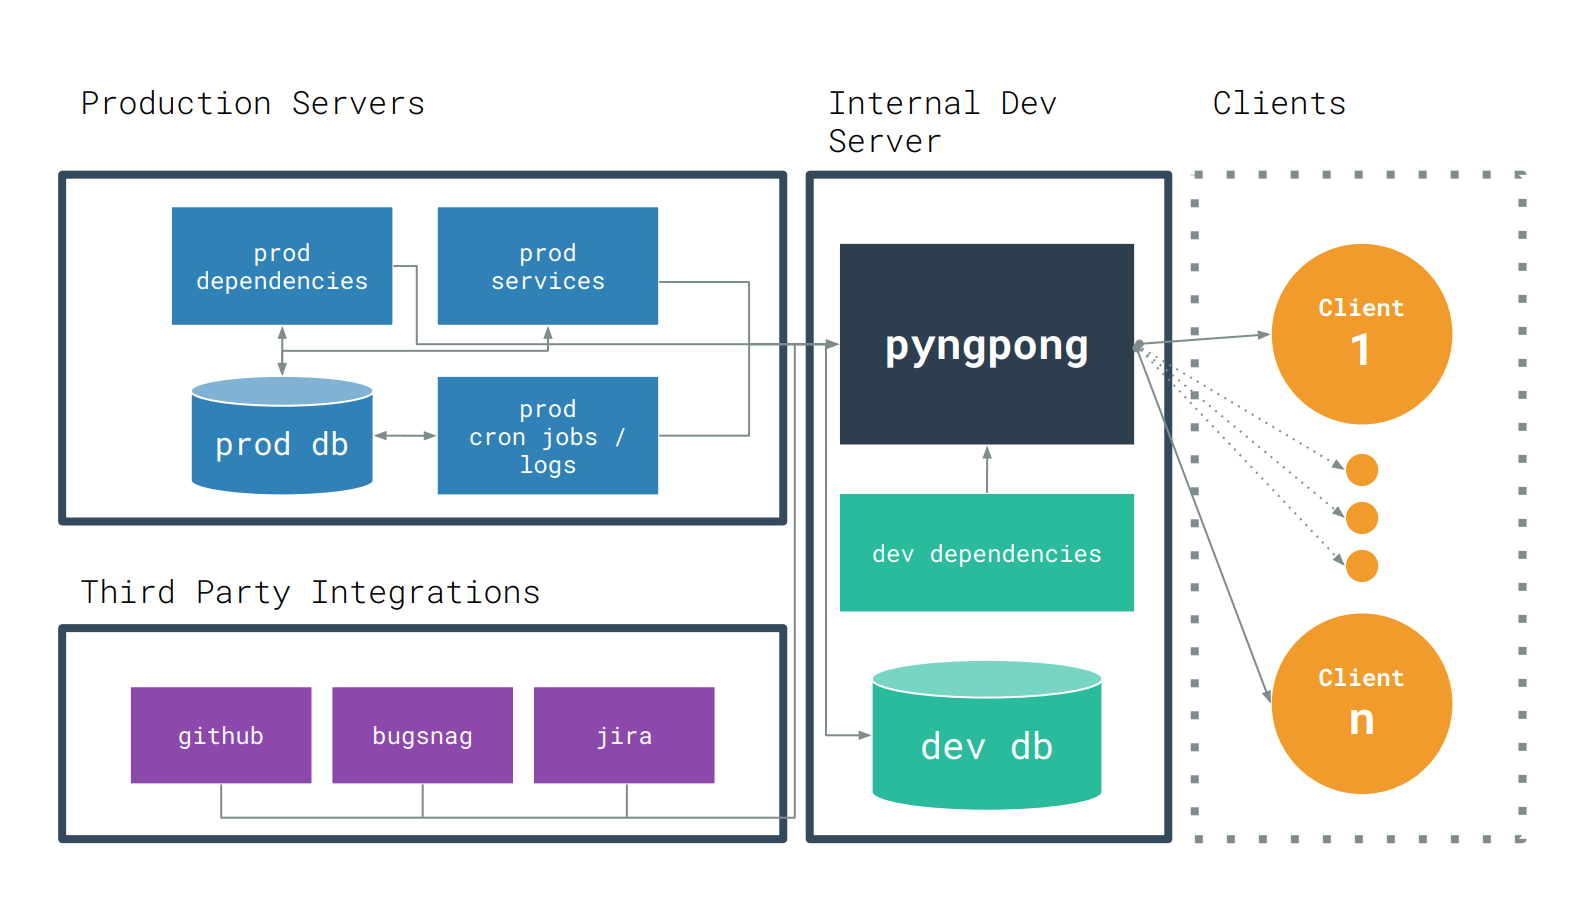 Production Servers
Internal Dev
Server
Clients
prod
dependencies
prod
services
prod db
prod
cron jobs /
logs
Third Party Integrations
github
bugsnag
jira
pyngpong
dev dependencies
dev db
Client
1
Client
n